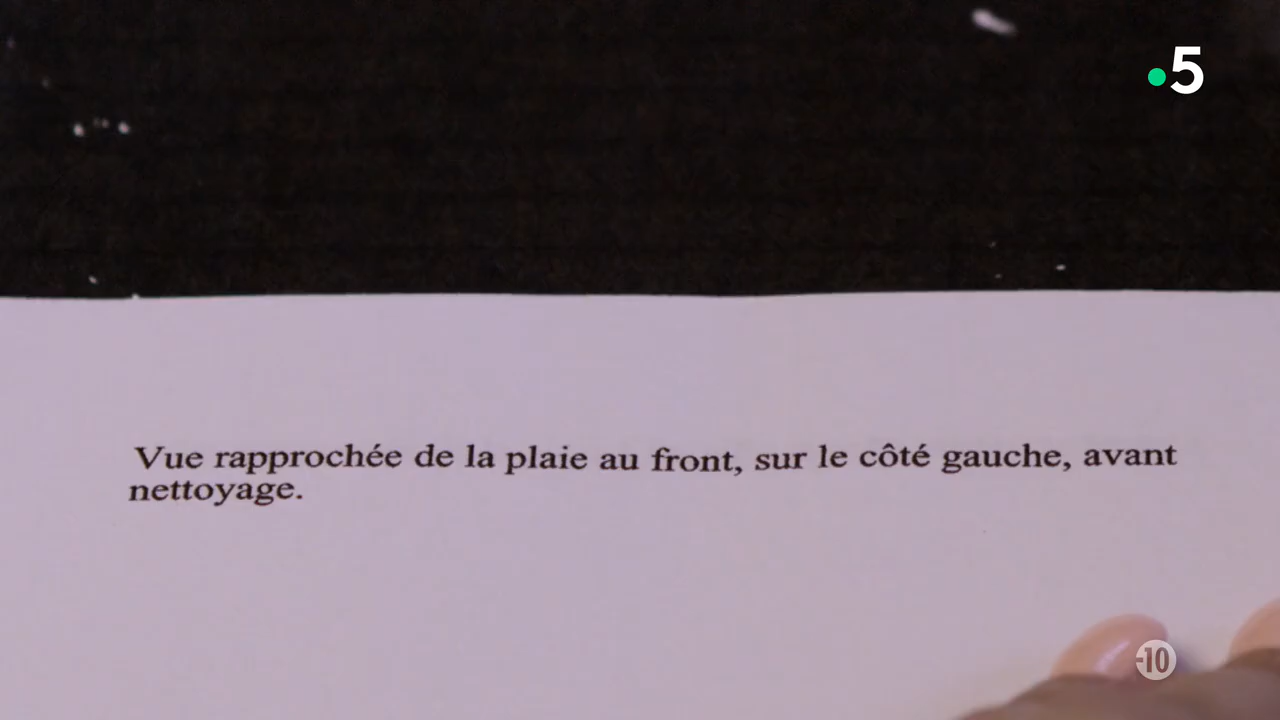 5
Vue rapprochée de la plaie au front, sur le côté gauche, avant
nettoyage.
-10